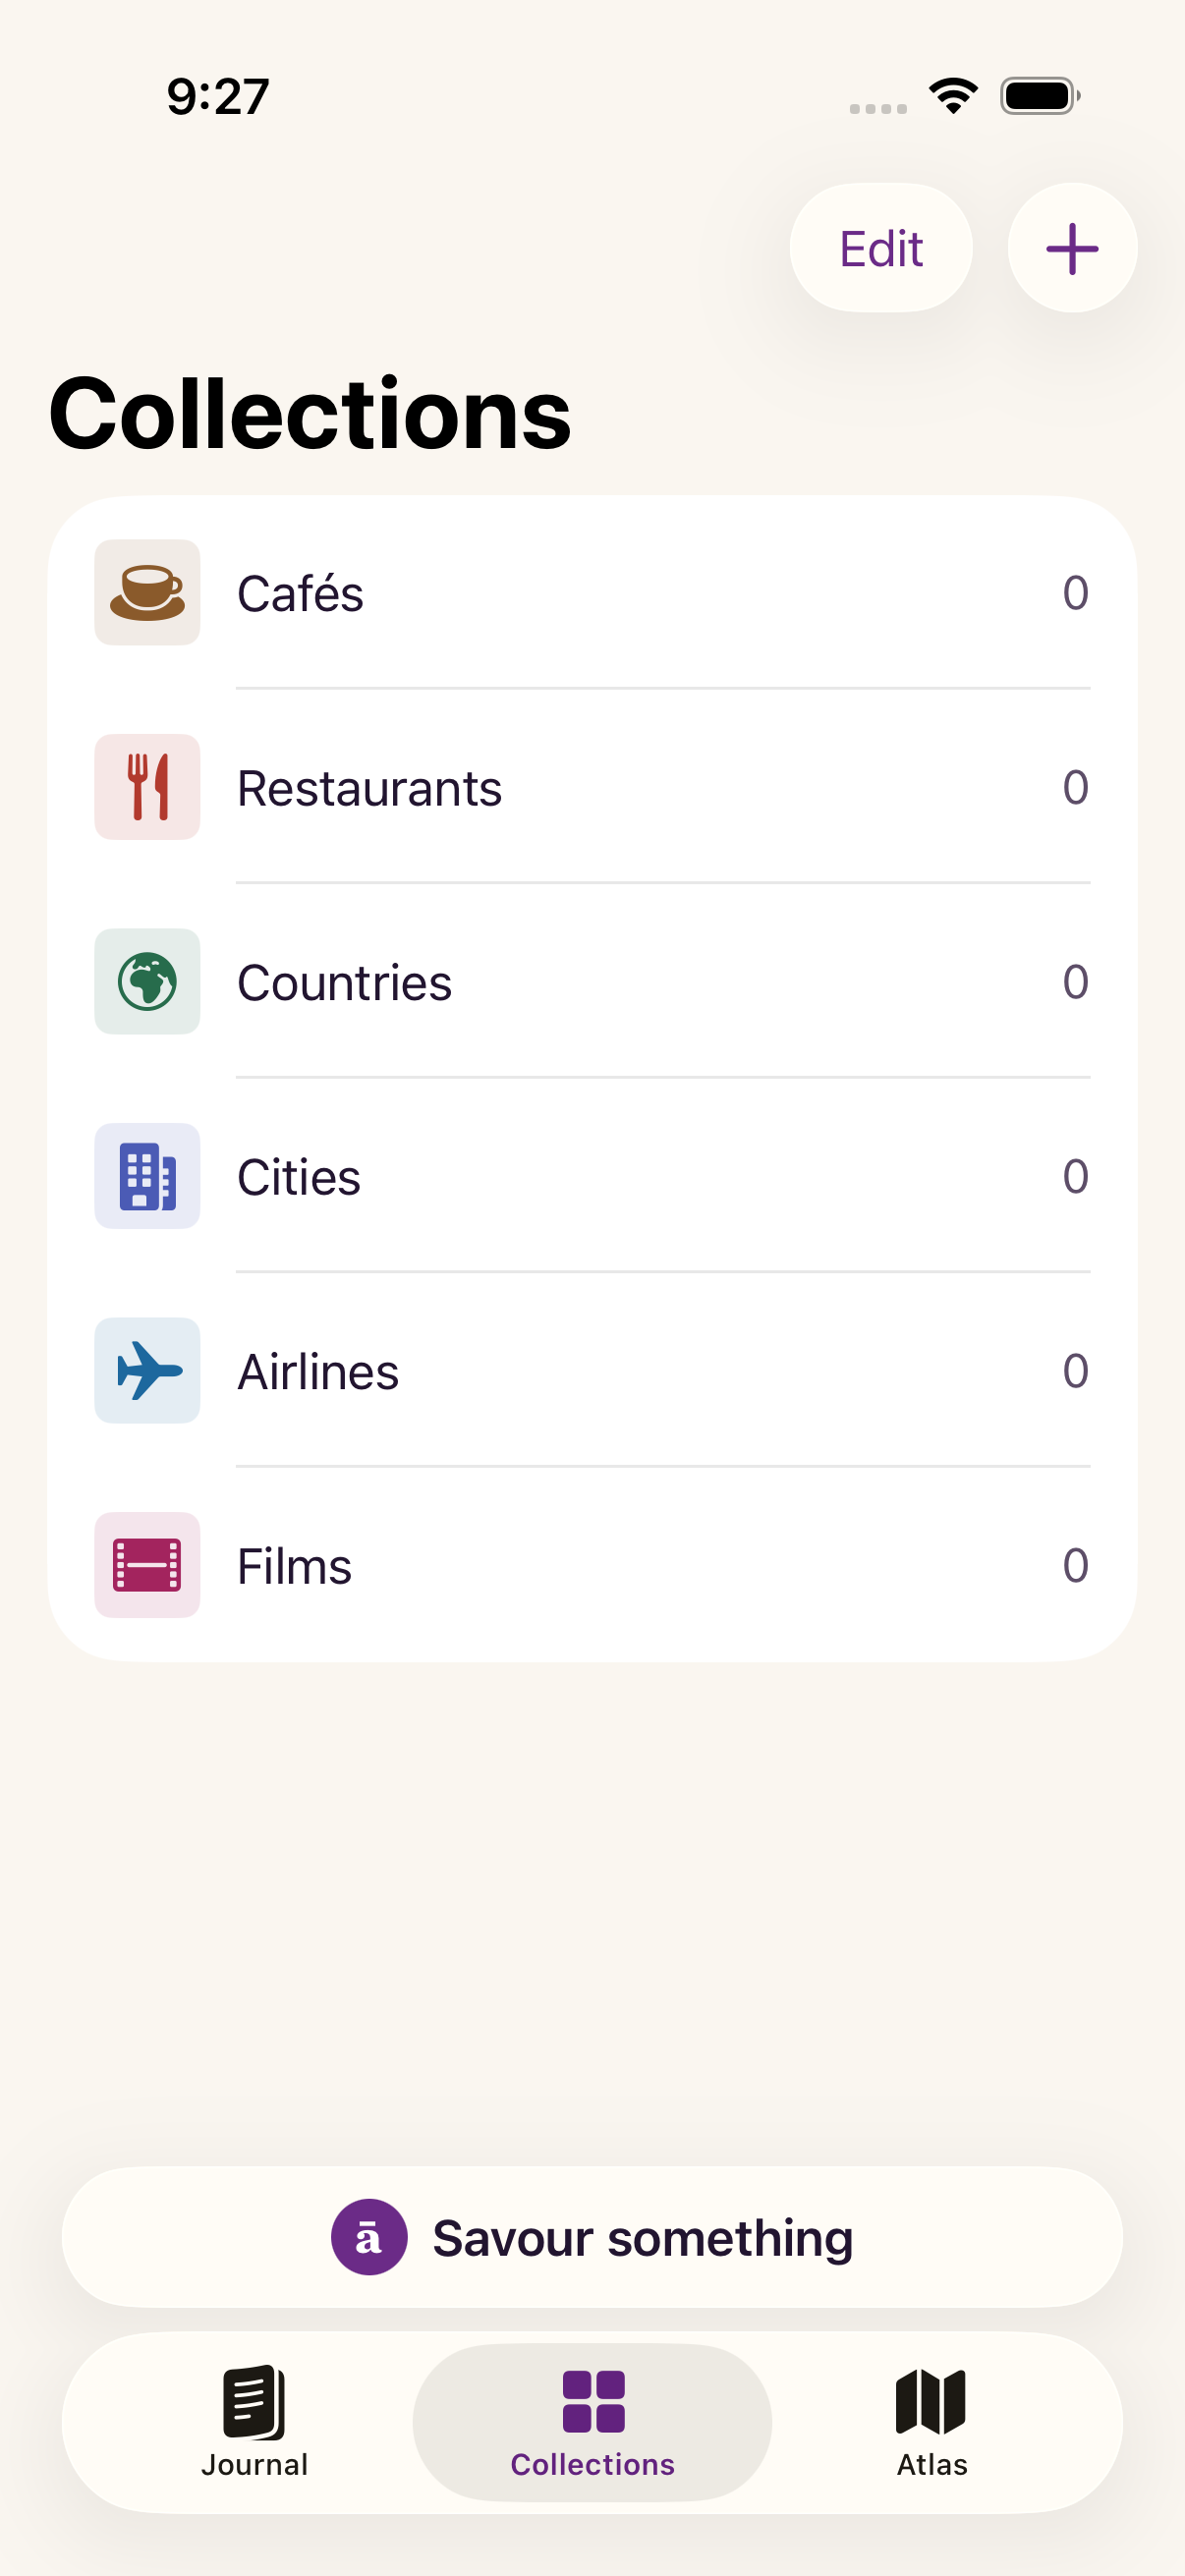 9:27
Edit
Collections
Cafés 0
Restaurants 0
Countries 0
Cities 0
Airlines 0
Films 0
ā Savour something
Journal Collections Atlas